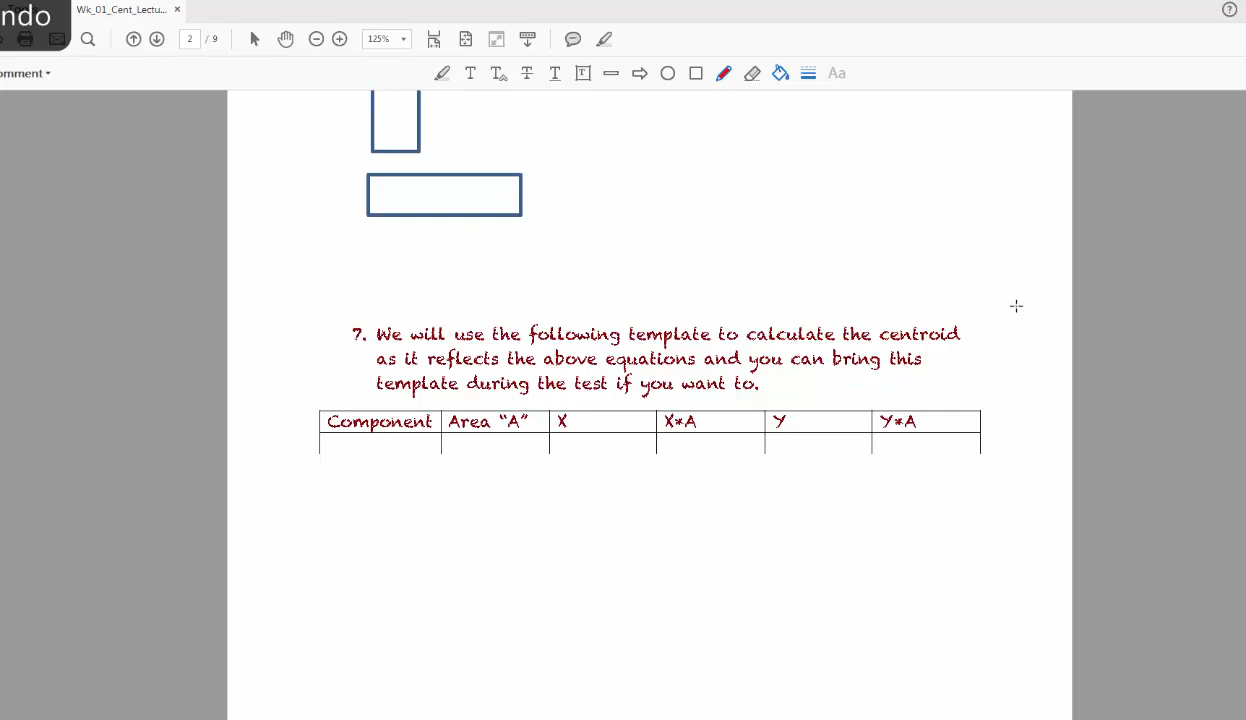 ndo
Wk_01_Cent_Lectu... ×
2 / 9
125%
omment
T T T T T Aa
7. We will use the following template to calculate the centroid
as it reflects the above equations and you can bring this
template during the test if you want to.
Component Area "A" X X*A Y Y*A